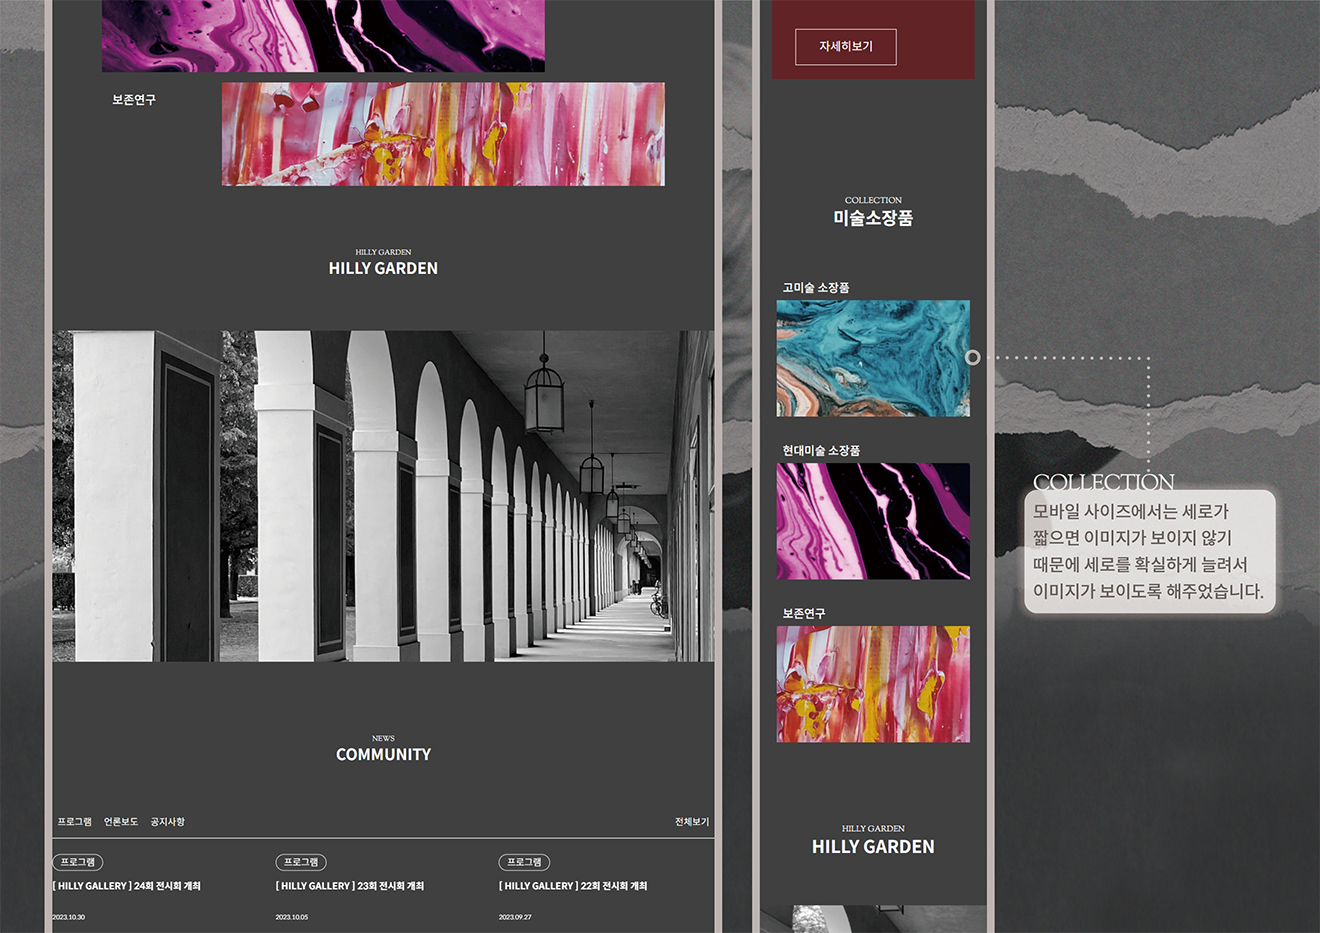 보존연구
HILLY GARDEN
HILLY GARDEN
NEWS
COMMUNITY
프로그램 언론보도 공지사항 전체보기
프로그램 프로그램 프로그램
[ HILLY GALLERY ] 24회 전시회 개최 [ HILLY GALLERY ] 23회 전시회 개최 [ HILLY GALLERY ] 22회 전시회 개최
2023.10.30 2023.10.05 2023.09.27
자세히보기
COLLECTION
미술소장품
고미술 소장품
현대미술 소장품
보존연구
HILLY GARDEN
HILLY GARDEN
COLLECTION
모바일 사이즈에서는 세로가
짧으면 이미지가 보이지 않기
때문에 세로를 확실하게 늘려서
이미지가 보이도록 해주었습니다.